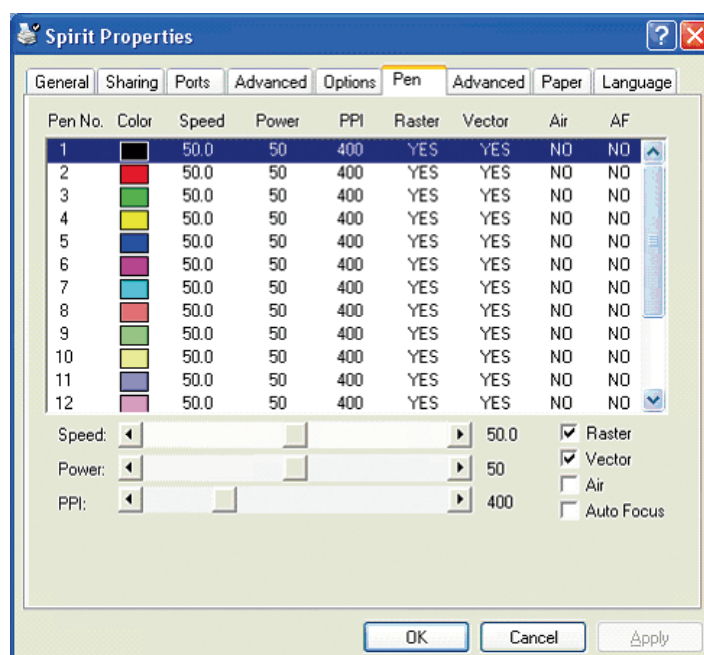 Spirit Properties
General Sharing Ports Advanced Options Pen Advanced Paper Language
Pen No. Color Speed Power PPI Raster Vector Air AF
1 50.0 50 400 YES YES NO NO
2 50.0 50 400 YES YES NO NO
3 50.0 50 400 YES YES NO NO
4 50.0 50 400 YES YES NO NO
5 50.0 50 400 YES YES NO NO
6 50.0 50 400 YES YES NO NO
7 50.0 50 400 YES YES NO NO
8 50.0 50 400 YES YES NO NO
9 50.0 50 400 YES YES NO NO
10 50.0 50 400 YES YES NO NO
11 50.0 50 400 YES YES NO NO
12 50.0 50 400 YES YES NO NO
Speed: 50.0 Raster
Power: 50 Vector
PPI: 400 Air
Auto Focus
OK Cancel Apply